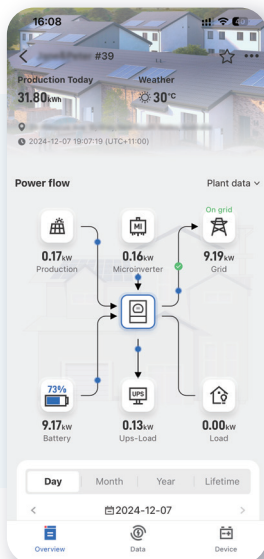 16:08
#39
Production Today
Weather
31.80kWh
30°C
2024-12-07 19:07:19 (UTC+11:00)
Power flow
Plant data
On grid
MI
0.17kW
0.16kW
9.19kW
Production
Microinverter
Grid
73%
UPS
9.17kW
0.13kW
0.00kW
Battery
Ups-Load
Load
Day
Month
Year
Lifetime
2024-12-07
Overview
Data
Device